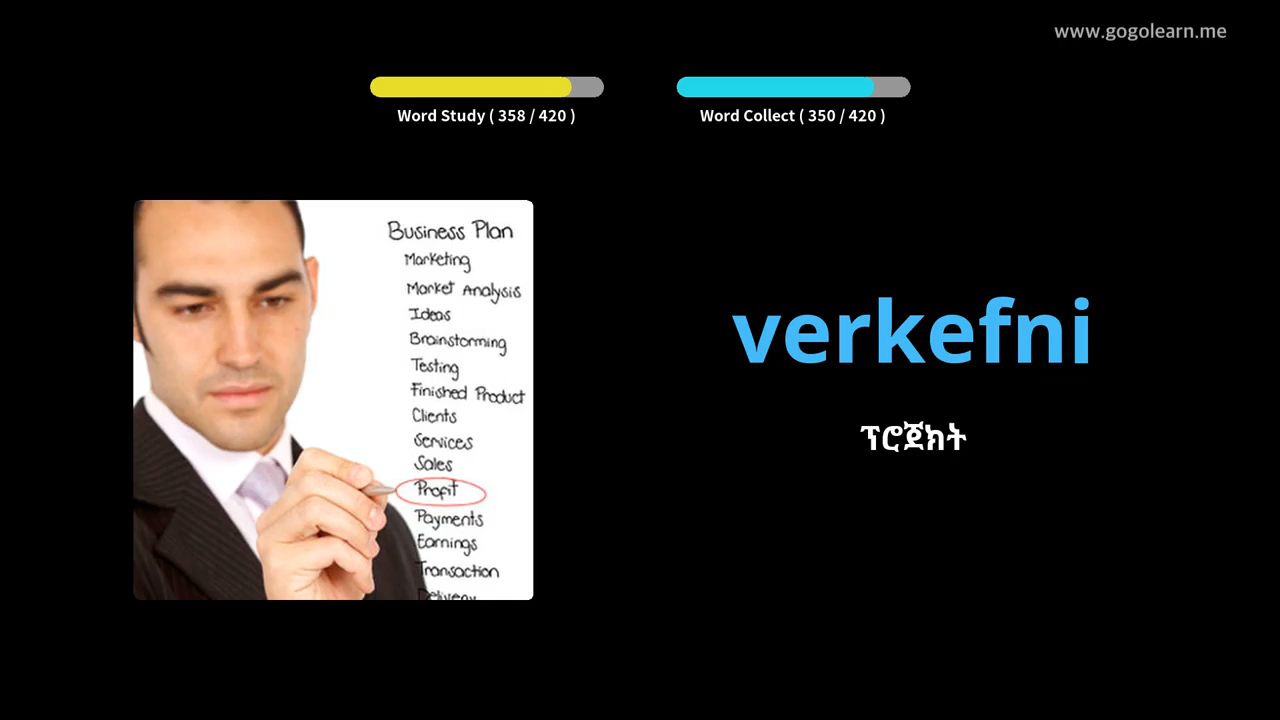 www.gogolearn.me
Word Study ( 358 / 420 )
Word Collect ( 350 / 420 )
Business Plan
Marketing
Market Analysis
Ideas
Brainstorming
Testing
Finished Product
Clients
Services
Sales
Profit
Payments
Earnings
Transaction
Delivery
verkefni
ፕሮጀክት